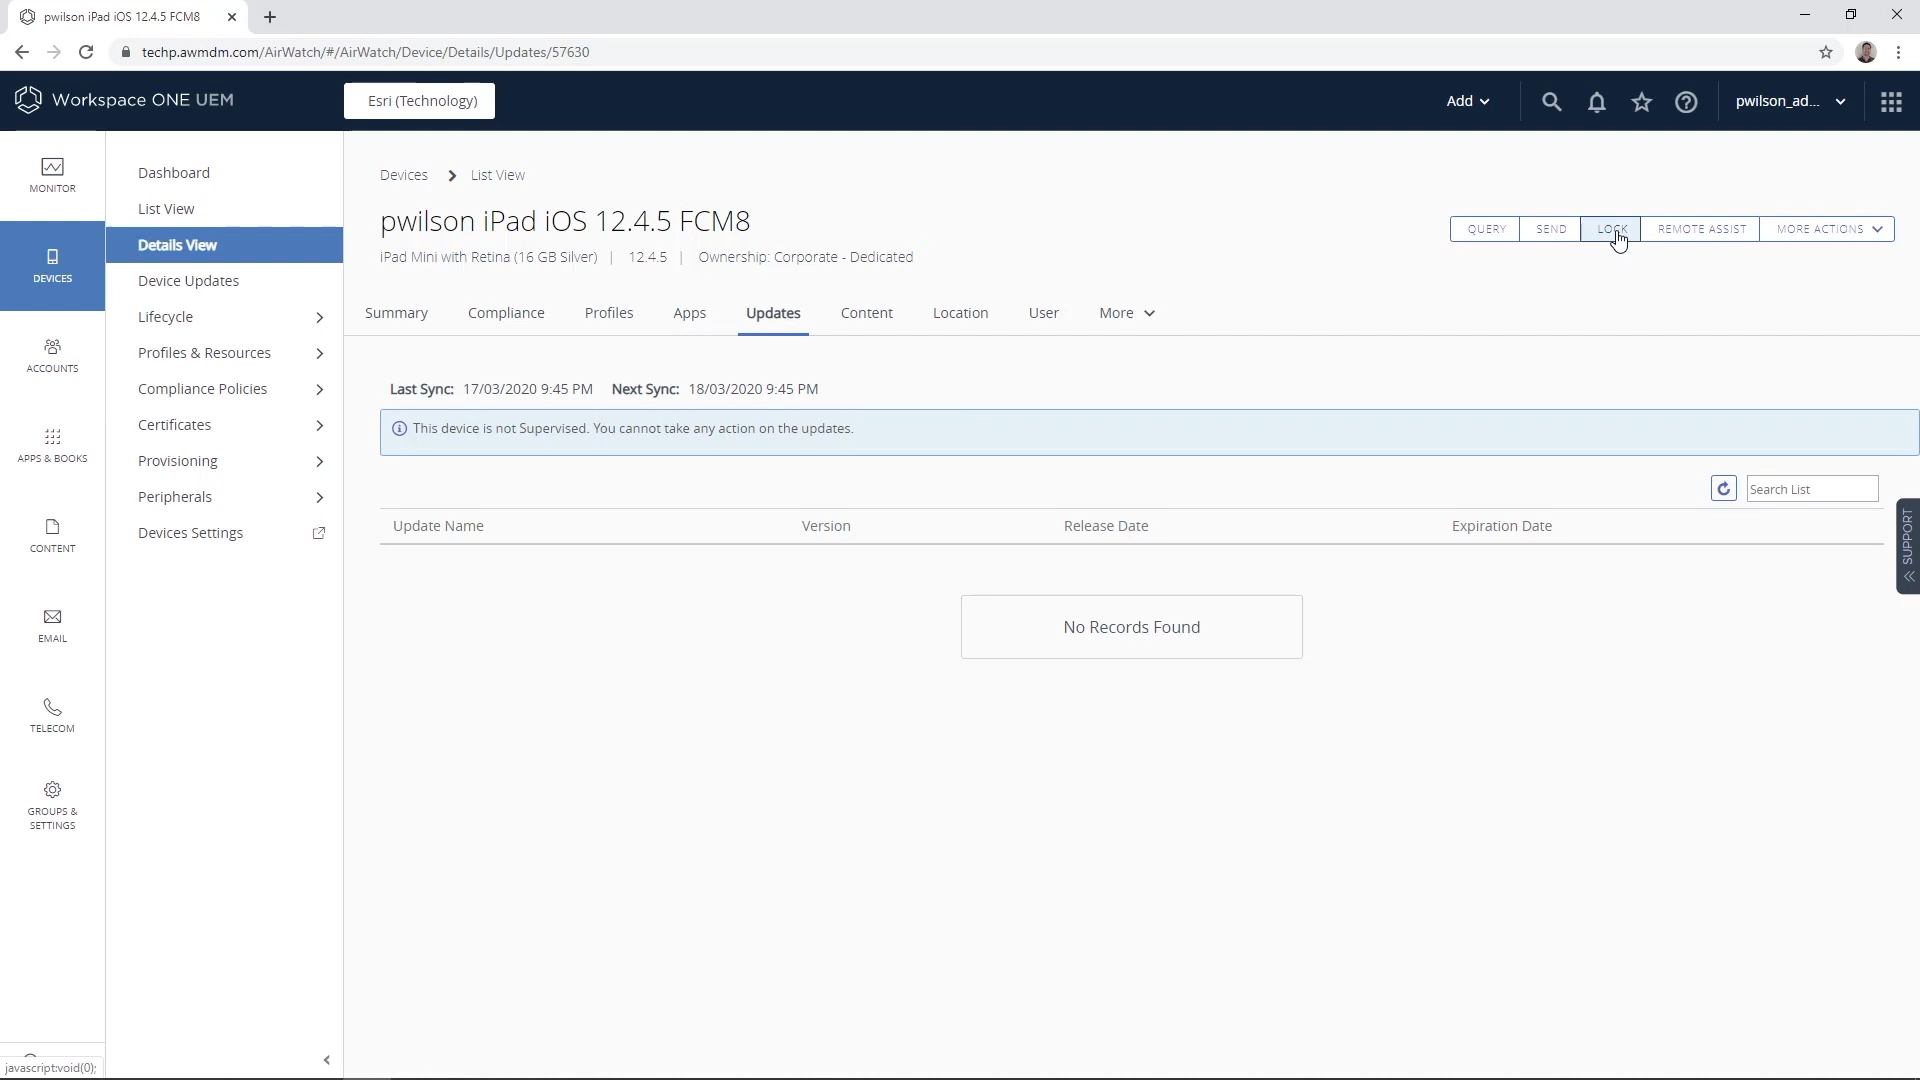 pwilson iPad iOS 12.4.5 FCM8
techp.awmdm.com/AirWatch/#/AirWatch/Device/Details/Updates/57630
Workspace ONE UEM
Esri (Technology)
Add
pwilson_ad...
MONITOR
DEVICES
ACCOUNTS
APPS & BOOKS
CONTENT
EMAIL
TELECOM
GROUPS &
SETTINGS
Dashboard
List View
Details View
Device Updates
Lifecycle
Profiles & Resources
Compliance Policies
Certificates
Provisioning
Peripherals
Devices Settings
Devices > List View
pwilson iPad iOS 12.4.5 FCM8
iPad Mini with Retina (16 GB Silver) | 12.4.5 | Ownership: Corporate - Dedicated
QUERY SEND LOCK REMOTE ASSIST MORE ACTIONS
Summary Compliance Profiles Apps Updates Content Location User More
Last Sync: 17/03/2020 9:45 PM Next Sync: 18/03/2020 9:45 PM
This device is not Supervised. You cannot take any action on the updates.
Search List
Update Name Version Release Date Expiration Date
No Records Found
SUPPORT
javascript:void(0);